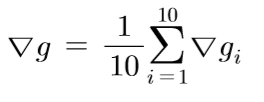 ∇g = 1/10 ∑_{i=1}^{10} ∇g_i